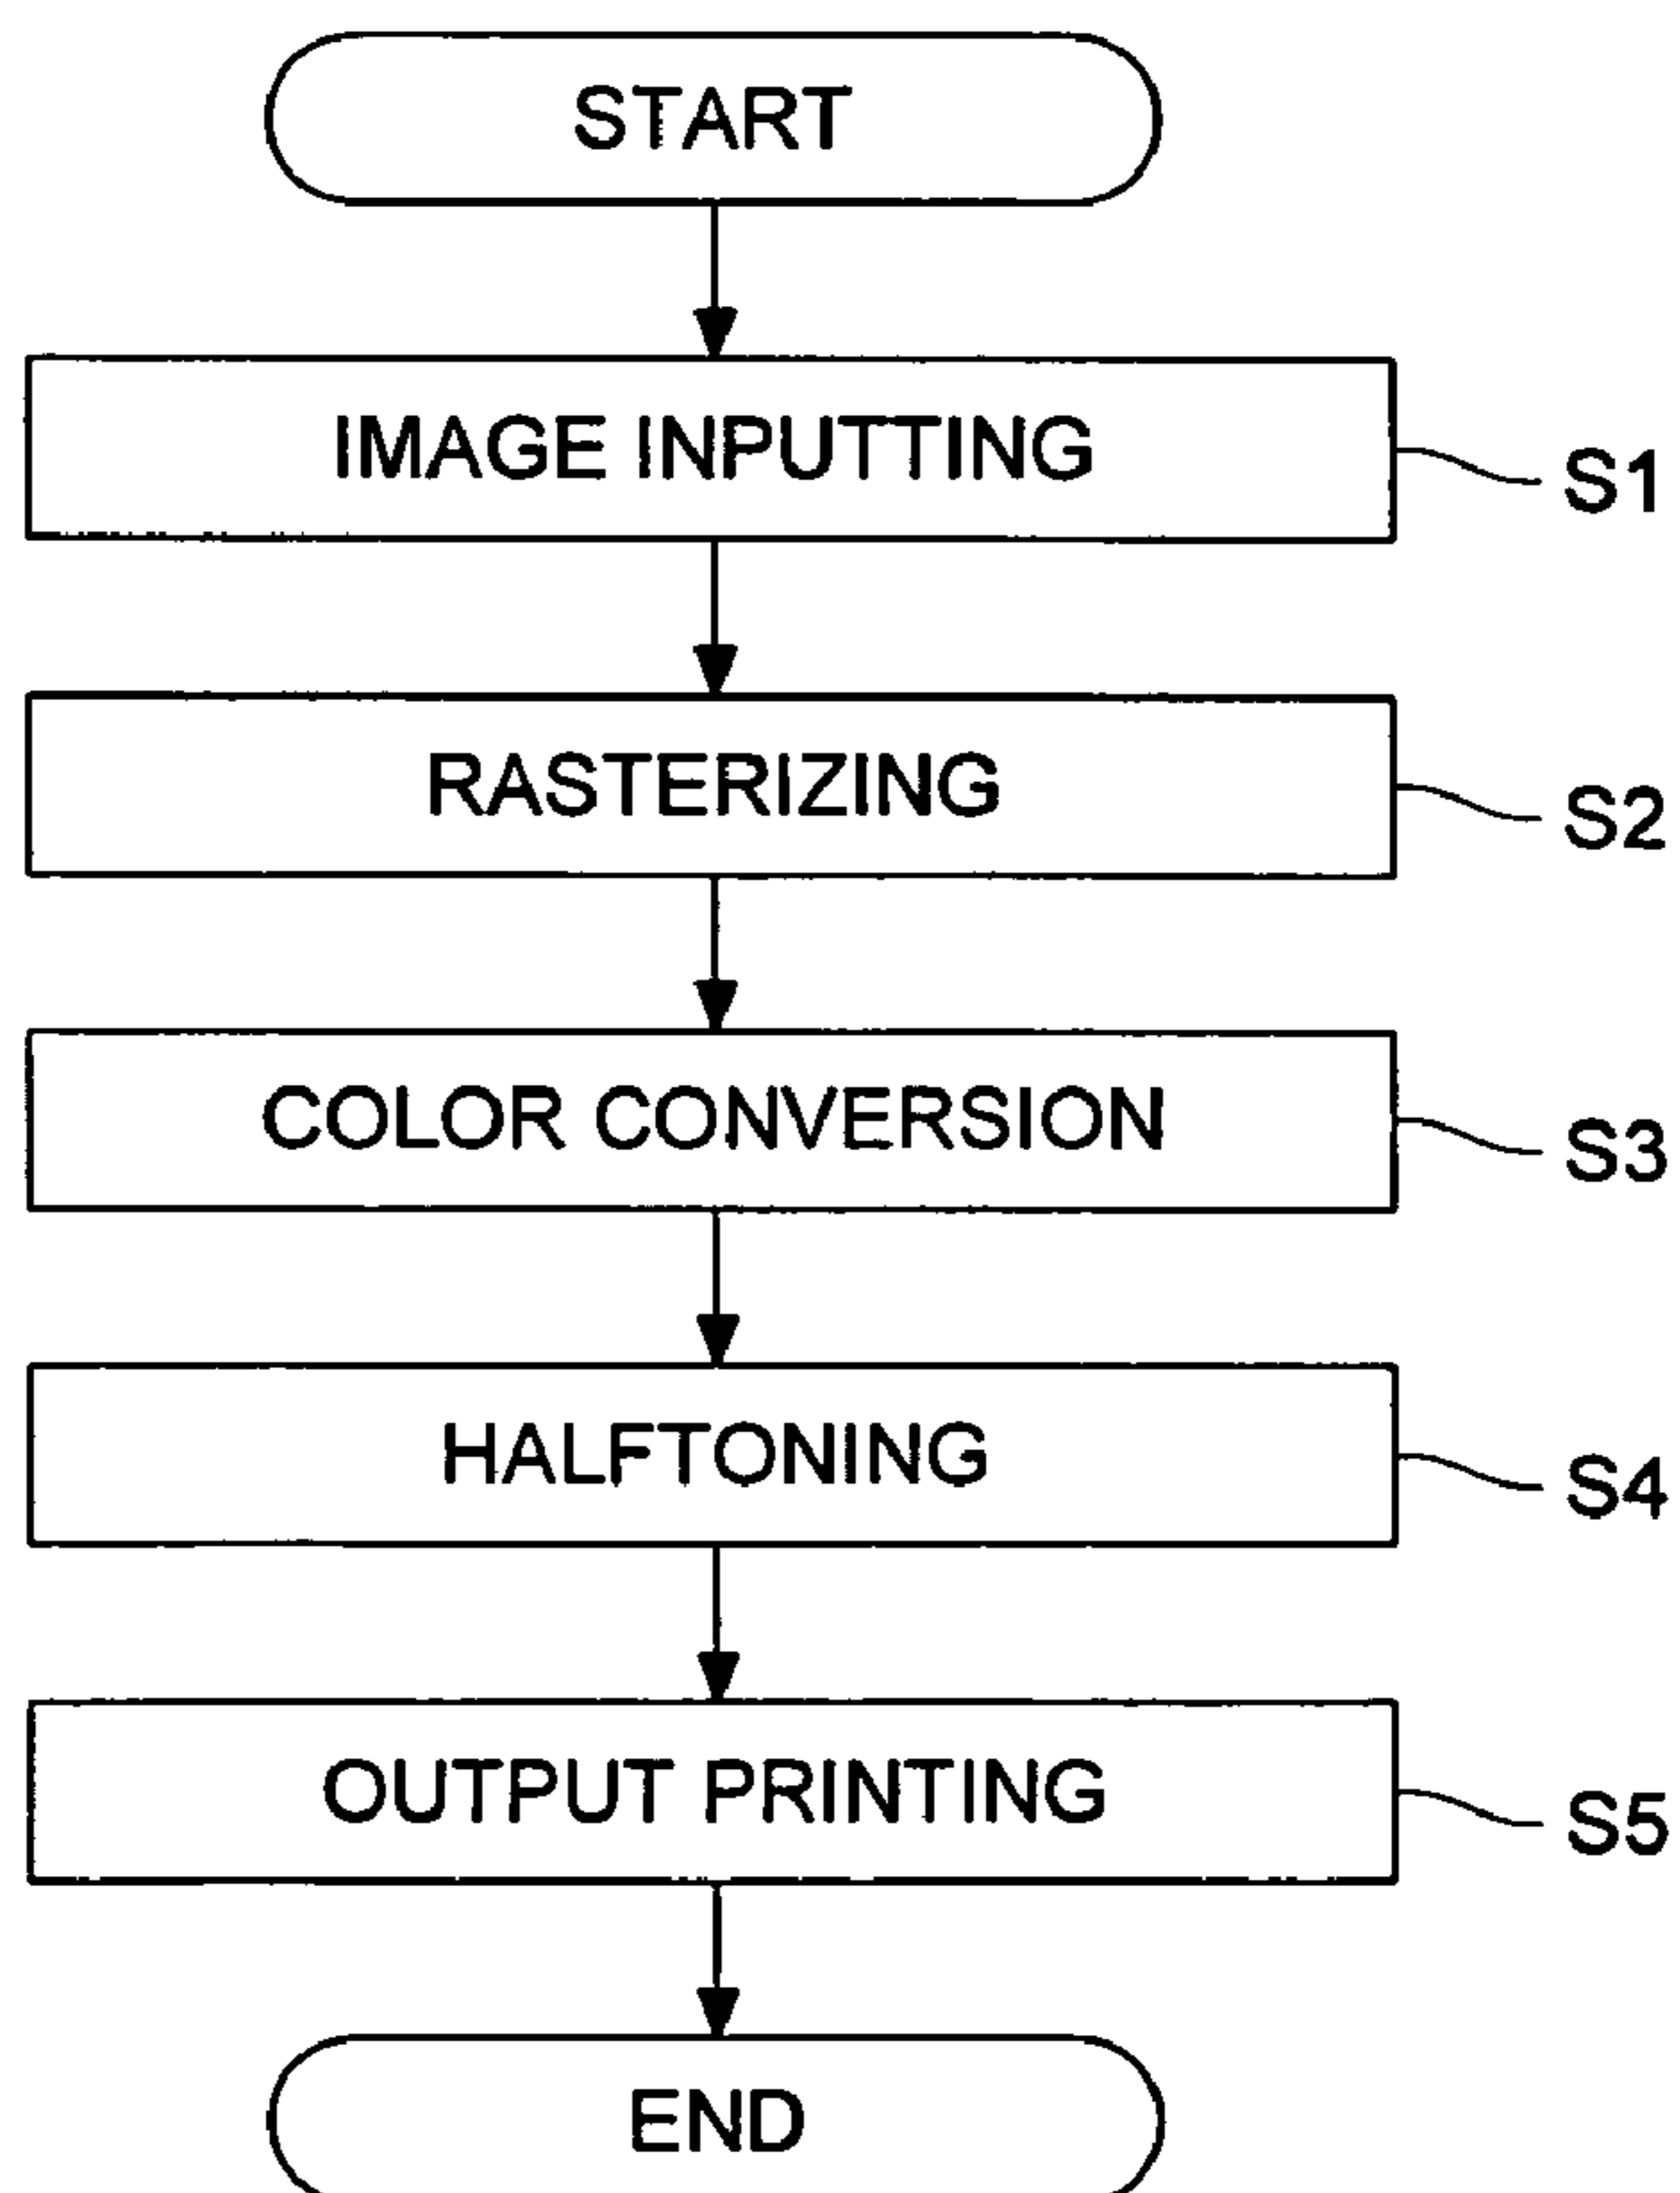 START
IMAGE INPUTTING
S1
RASTERIZING
S2
COLOR CONVERSION
S3
HALFTONING
S4
OUTPUT PRINTING
S5
END